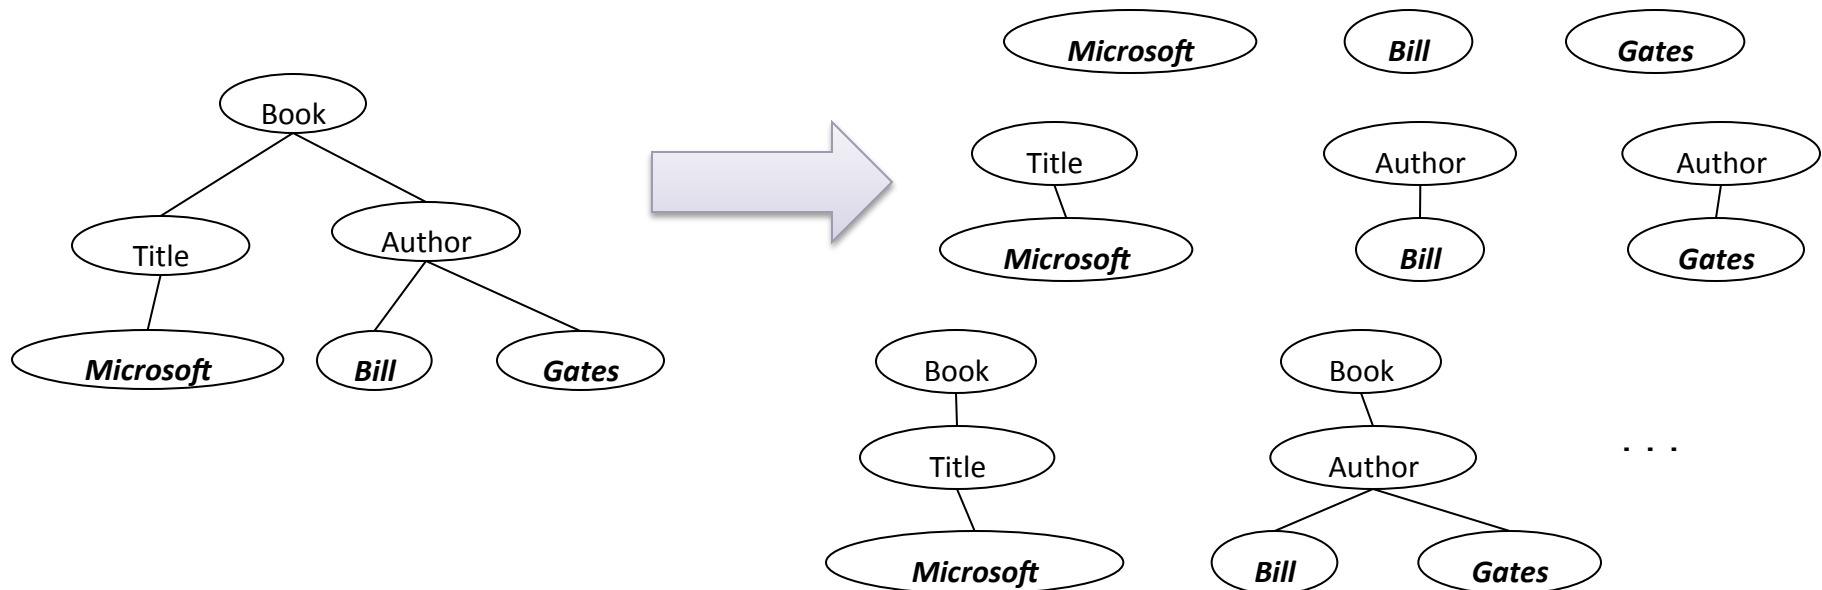 Book
Title
Author
Microsoft
Bill
Gates
Microsoft
Bill
Gates
Title
Author
Author
Microsoft
Bill
Gates
Book
Book
Title
Author
. . .
Microsoft
Bill
Gates